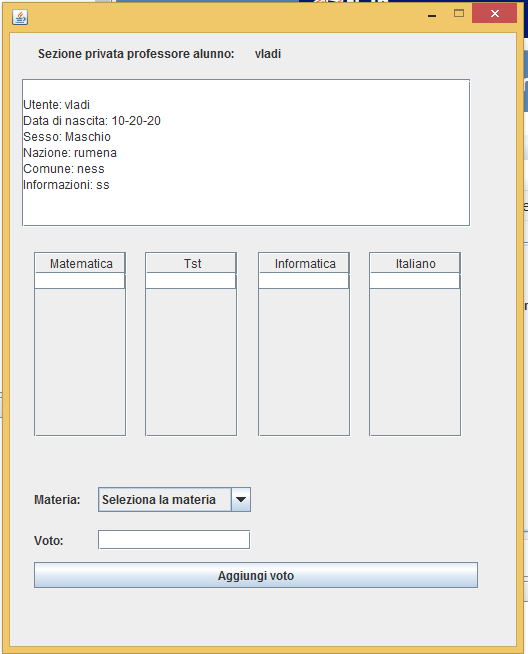 Sezione privata professore alunno: vladi
Utente: vladi
Data di nascita: 10-20-20
Sesso: Maschio
Nazione: rumena
Comune: ness
Informazioni: ss
Matematica Tst Informatica Italiano
Materia: Seleziona la materia
Voto:
Aggiungi voto